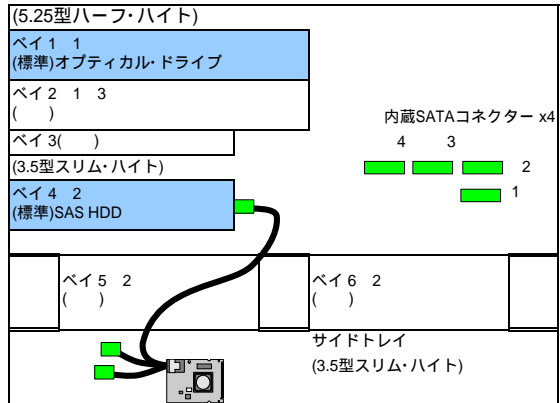 (5.25型ハーフ・ハイト)
ベイ 1 1
(標準)オプティカル・ドライブ
ベイ 2 1 3
( )
ベイ 3( )
(3.5型スリム・ハイト)
ベイ 4 2
(標準)SAS HDD
内蔵SATAコネクター x4
4 3
2
1
ベイ 5 2
( )
ベイ 6 2
( )
サイドトレイ
(3.5型スリム・ハイト)